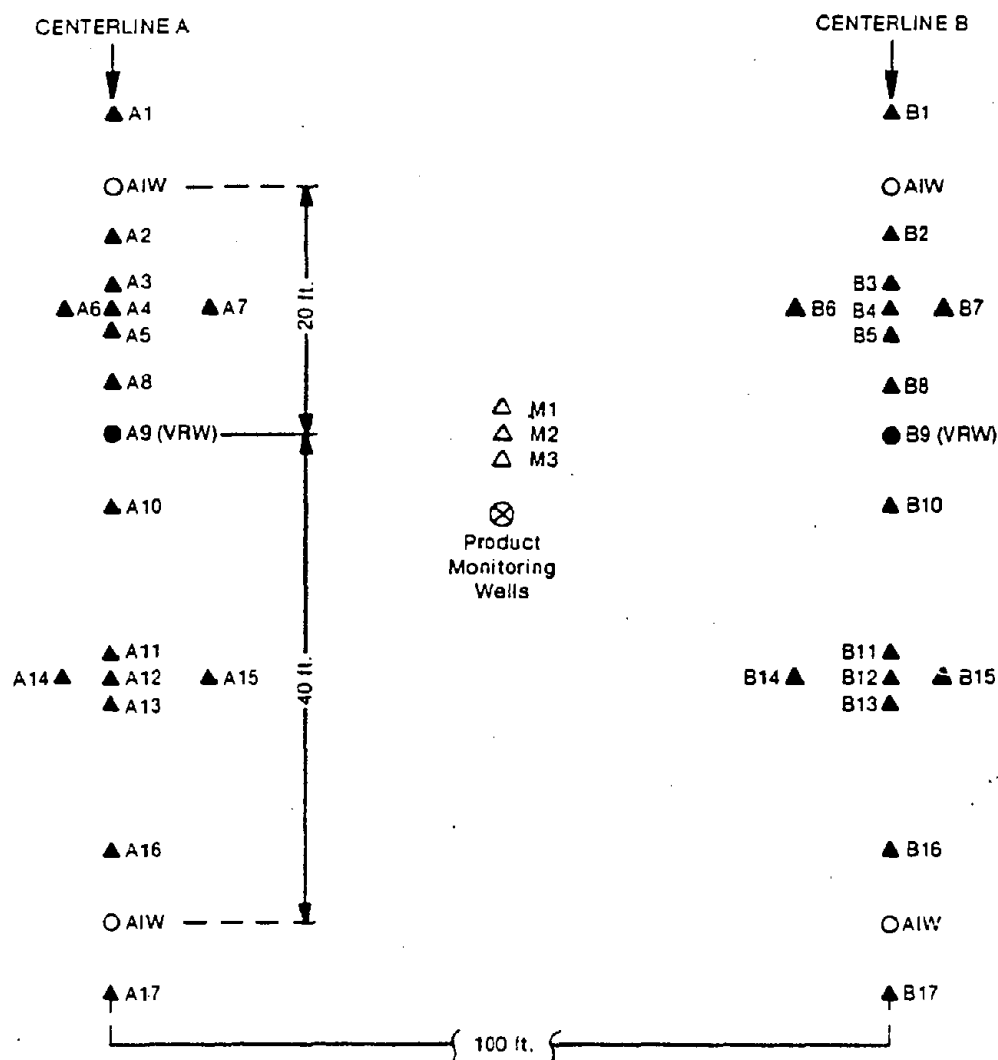 CENTERLINE A
CENTERLINE B
A1
B1
AIW
AIW
A2
B2
A3
B3
A6
A4
A7
B4
B6
B7
A5
B5
20 ft.
A8
B8
M1
A9 (VRW)
M2
B9 (VRW)
M3
A10
B10
Product
Monitoring
Wells
A11
B11
A14
A12
A15
B14
B12
B15
A13
B13
40 ft.
A16
B16
AIW
AIW
A17
B17
100 ft.